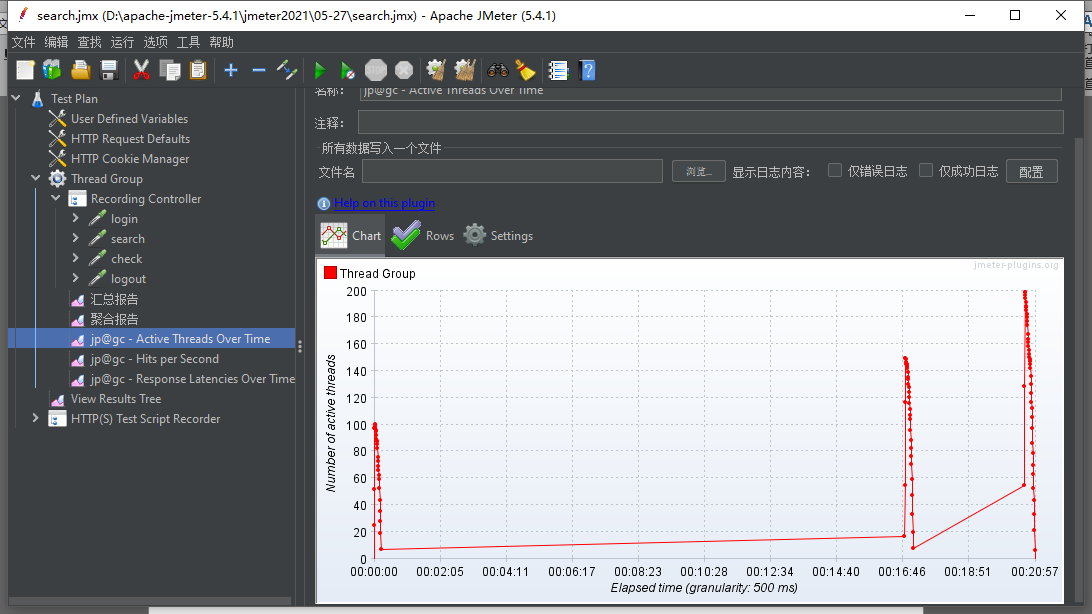 search.jmx (D:\apache-jmeter-5.4.1\jmeter2021\05-27\search.jmx) - Apache JMeter (5.4.1)
文件 编辑 查找 运行 选项 工具 帮助
STOP
Test Plan
User Defined Variables
HTTP Request Defaults
HTTP Cookie Manager
Thread Group
Recording Controller
login
search
check
logout
汇总报告
聚合报告
jp@gc - Active Threads Over Time
jp@gc - Hits per Second
jp@gc - Response Latencies Over Time
View Results Tree
HTTP(S) Test Script Recorder
名称: jp@gc - Active Threads Over Time
注释:
所有数据写入一个文件
文件名 浏览... 显示日志内容: 仅错误日志 仅成功日志 配置
Help on this plugin
Chart Rows Settings
jmeter-plugins.org
Thread Group
200
180
160
140
120
100
80
60
40
20
0
Number of active threads
00:00:00 00:02:05 00:04:11 00:06:17 00:08:23 00:10:28 00:12:34 00:14:40 00:16:46 00:18:51 00:20:57
Elapsed time (granularity: 500 ms)